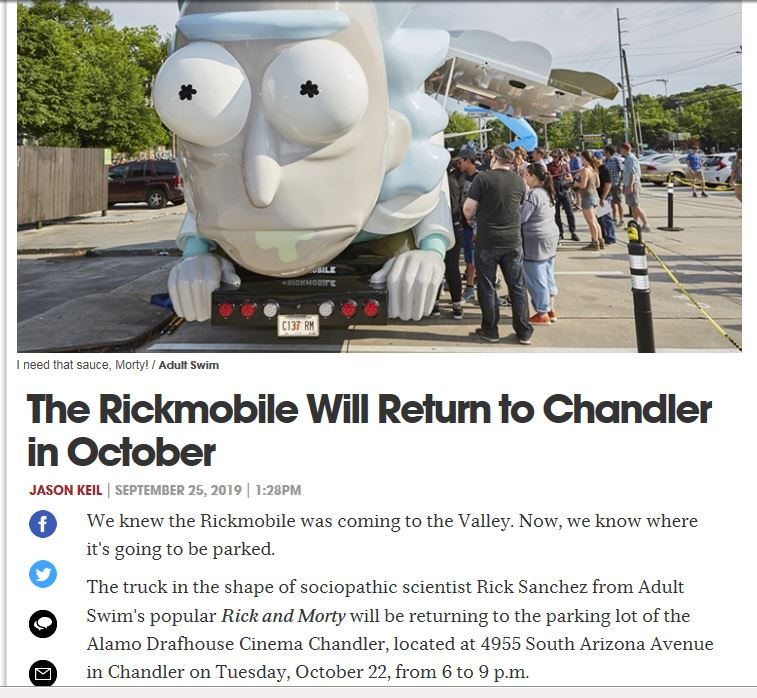 RICKMOBILE
C137 RM
I need that sauce, Morty! / Adult Swim
The Rickmobile Will Return to Chandler
in October
JASON KEIL | SEPTEMBER 25, 2019 | 1:28PM
We knew the Rickmobile was coming to the Valley. Now, we know where
it's going to be parked.
The truck in the shape of sociopathic scientist Rick Sanchez from Adult
Swim's popular Rick and Morty will be returning to the parking lot of the
Alamo Drafhouse Cinema Chandler, located at 4955 South Arizona Avenue
in Chandler on Tuesday, October 22, from 6 to 9 p.m.